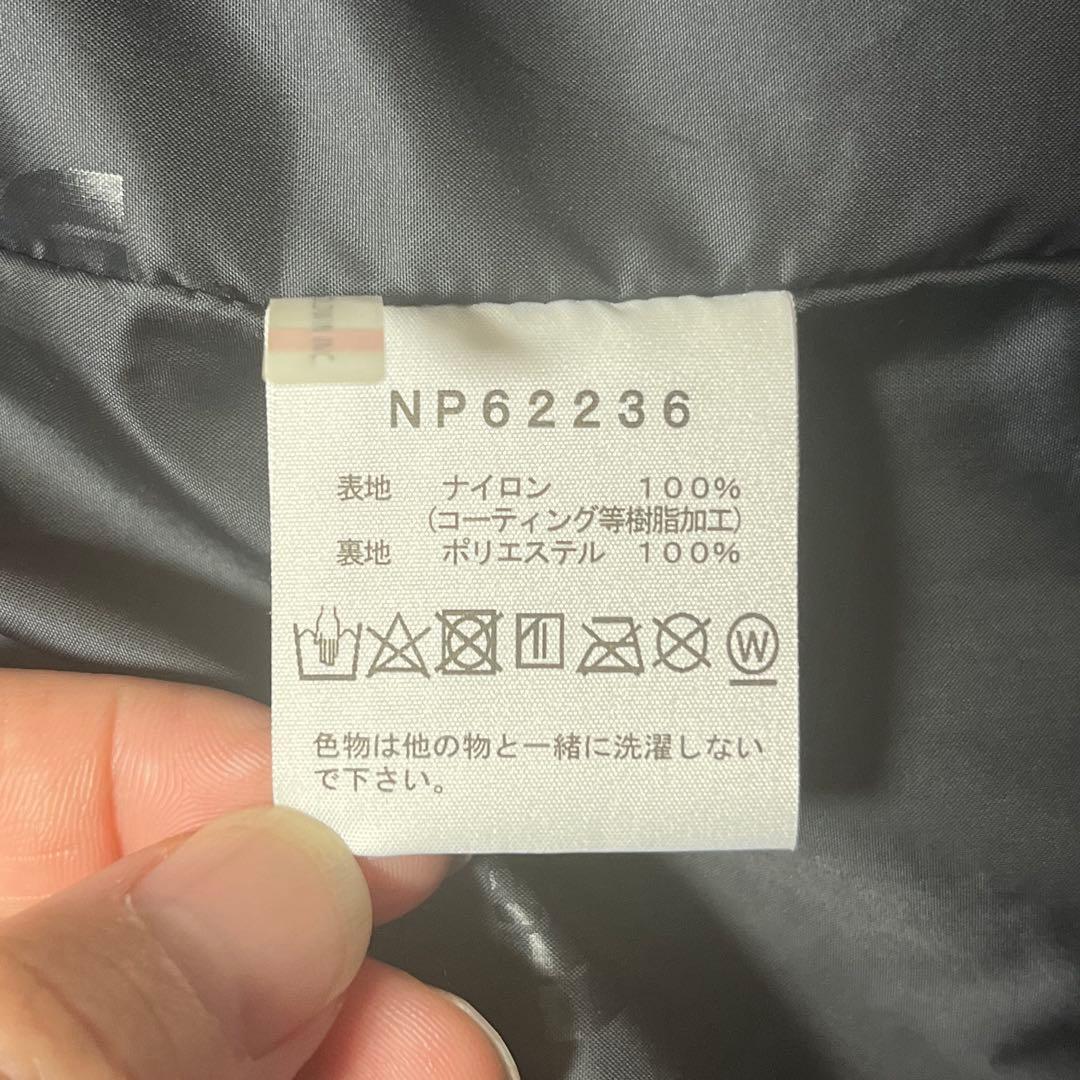 NP62236
表地 ナイロン 100%
(コーティング等樹脂加工)
裏地 ポリエステル 100%
W
色物は他の物と一緒に洗濯しない
で下さい。